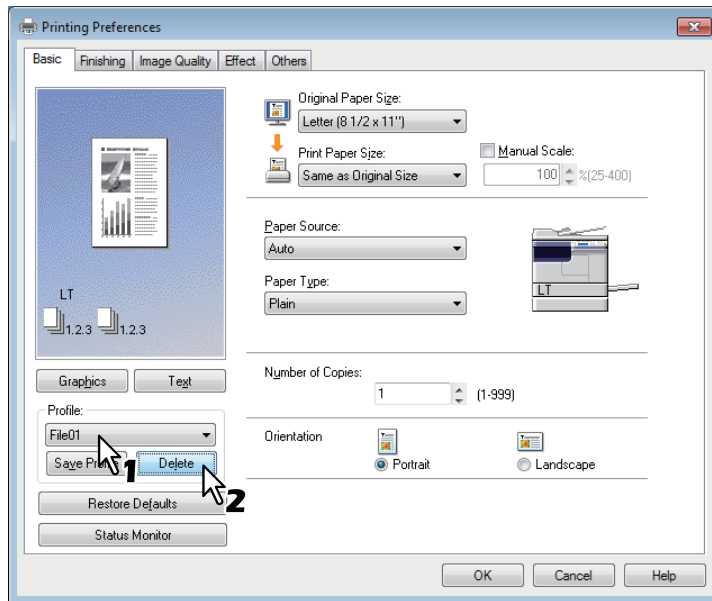 Printing Preferences
Basic Finishing Image Quality Effect Others
Original Paper Size:
Letter (8 1/2 x 11")
Print Paper Size:
Same as Original Size
Manual Scale:
100 %(25-400)
Paper Source:
Auto
Paper Type:
Plain
LT
LT
1.2.3 1.2.3
Graphics Text
Number of Copies:
1 (1-999)
Profile:
File01
1
Save Prof Delete
2
Orientation
Portrait Landscape
Restore Defaults
Status Monitor
OK Cancel Help